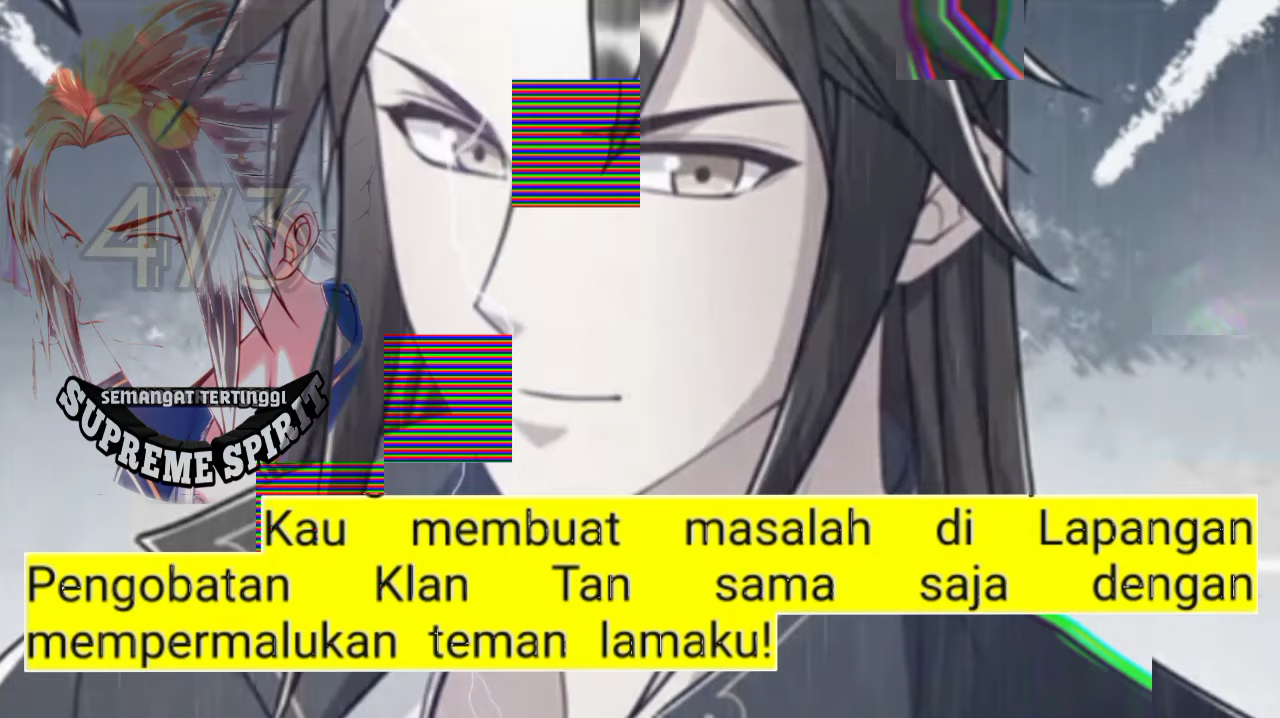 473
SEMANGAT TERTINGGI
SUPREME SPIRIT
Kau membuat masalah di Lapangan
Pengobatan Klan Tan sama saja dengan
mempermalukan teman lamaku!